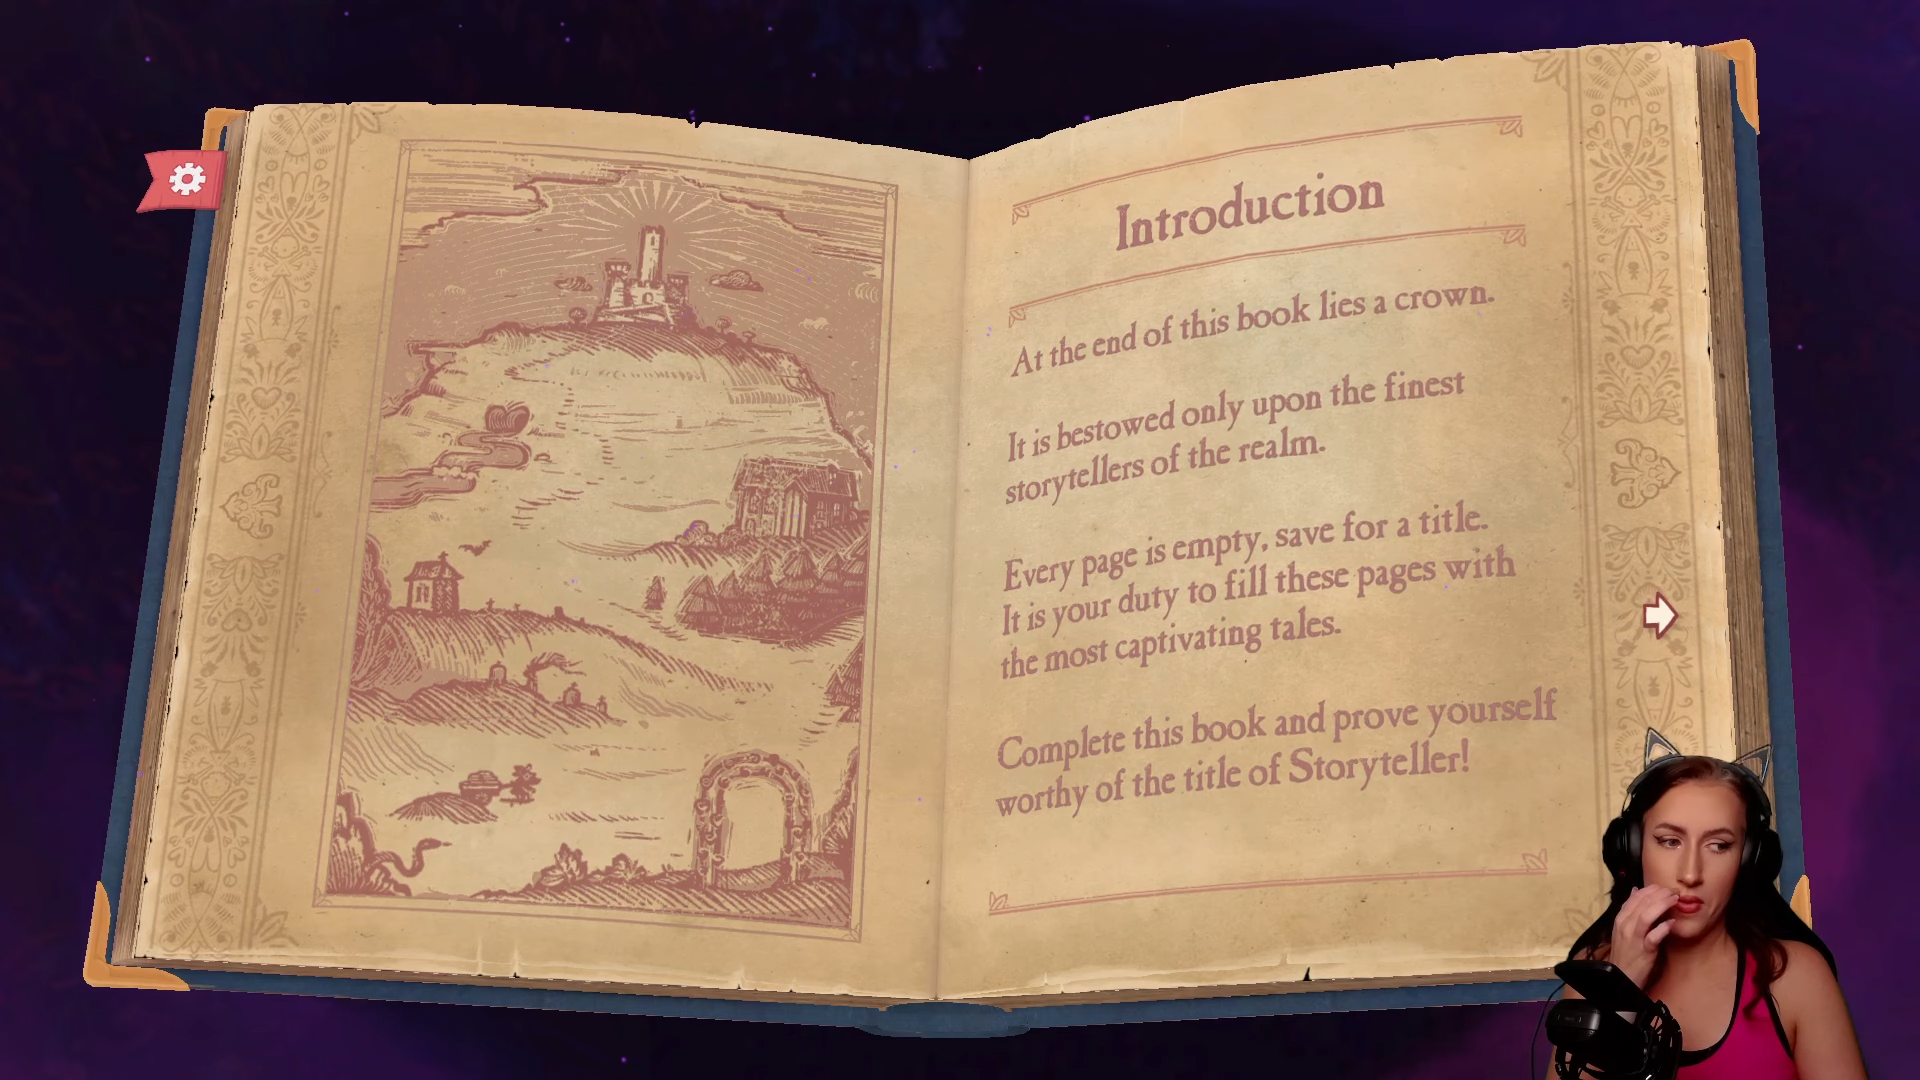 Introduction
At the end of this book lies a crown.
It is bestowed only upon the finest
storytellers of the realm.
Every page is empty, save for a title.
It is your duty to fill these pages with
the most captivating tales.
Complete this book and prove yourself
worthy of the title of Storyteller!